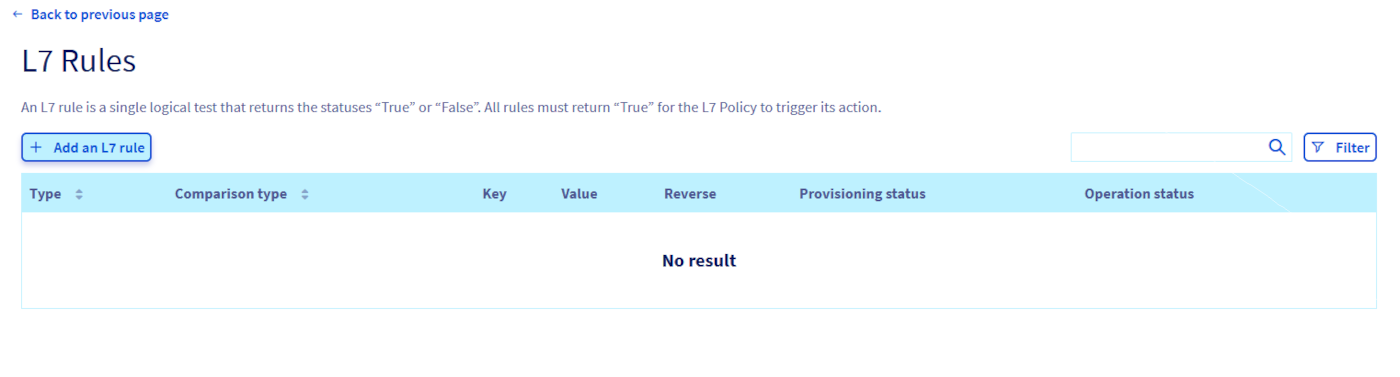 ← Back to previous page
L7 Rules
An L7 rule is a single logical test that returns the statuses “True” or “False”. All rules must return “True” for the L7 Policy to trigger its action.
+ Add an L7 rule Filter
Type Comparison type Key Value Reverse Provisioning status Operation status
No result